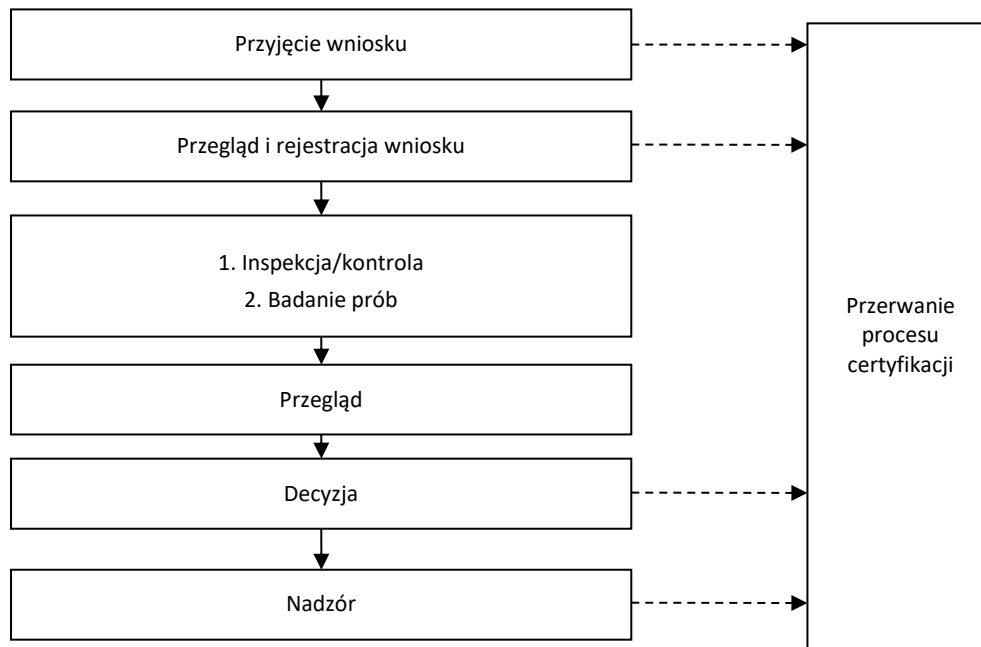 Przyjęcie wniosku
Przegląd i rejestracja wniosku
1. Inspekcja/kontrola
2. Badanie prób
Przegląd
Decyzja
Nadzór
Przerwanie
procesu
certyfikacji